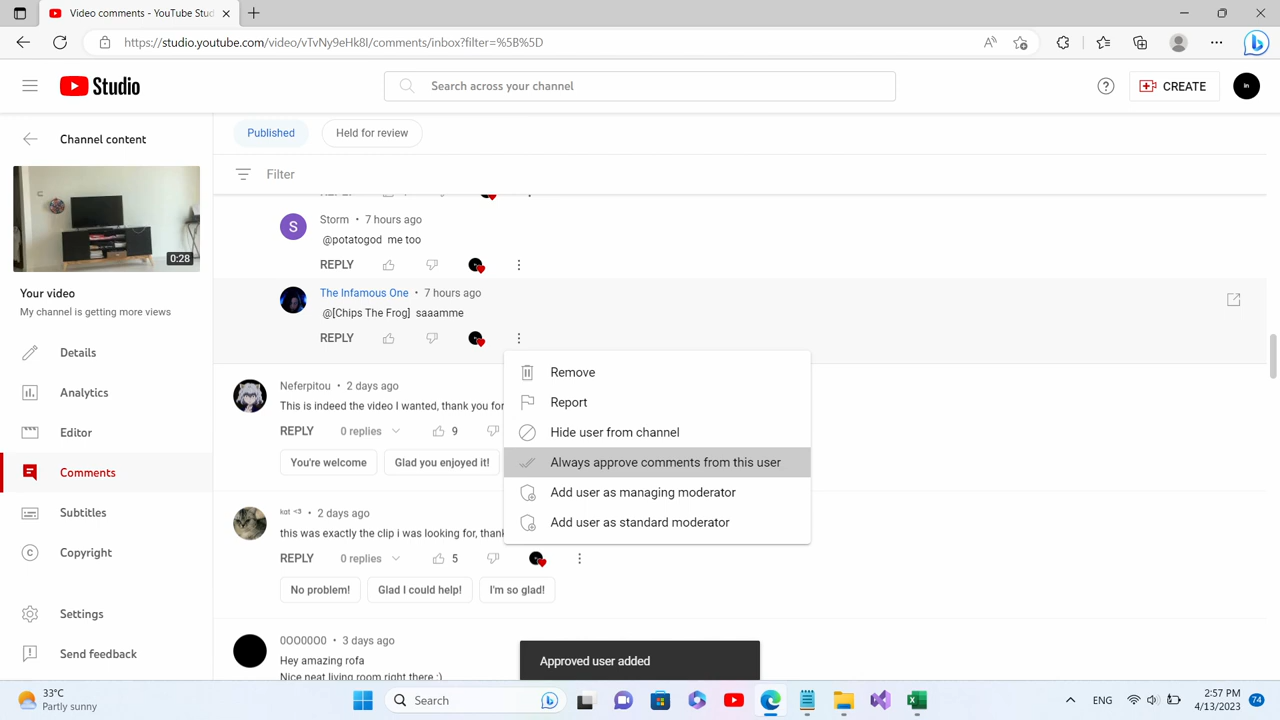 Video comments - YouTube Stud
https://studio.youtube.com/video/vTvNy9eHk8I/comments/inbox?filter=%5B%5D
Studio
Search across your channel
CREATE
Channel content
0:28
Your video
My channel is getting more views
Details
Analytics
Editor
Comments
Subtitles
Copyright
Settings
Send feedback
Published
Held for review
Filter
S
Storm • 7 hours ago
@potatogod me too
REPLY
The Infamous One • 7 hours ago
@[Chips The Frog] saaamme
REPLY
Remove
Report
Hide user from channel
Always approve comments from this user
Add user as managing moderator
Add user as standard moderator
Neferpitou • 2 days ago
This is indeed the video I wanted, thank you for
REPLY 0 replies 9
You're welcome Glad you enjoyed it!
ᵏᵃᵗ <3 • 2 days ago
this was exactly the clip i was looking for, thank
REPLY 0 replies 5
No problem! Glad I could help! I'm so glad!
0OO00O0 • 3 days ago
Hey amazing rofa
Nice neat living room right there :)
Approved user added
33°C
Partly sunny
Search
ENG
2:57 PM
4/13/2023
74